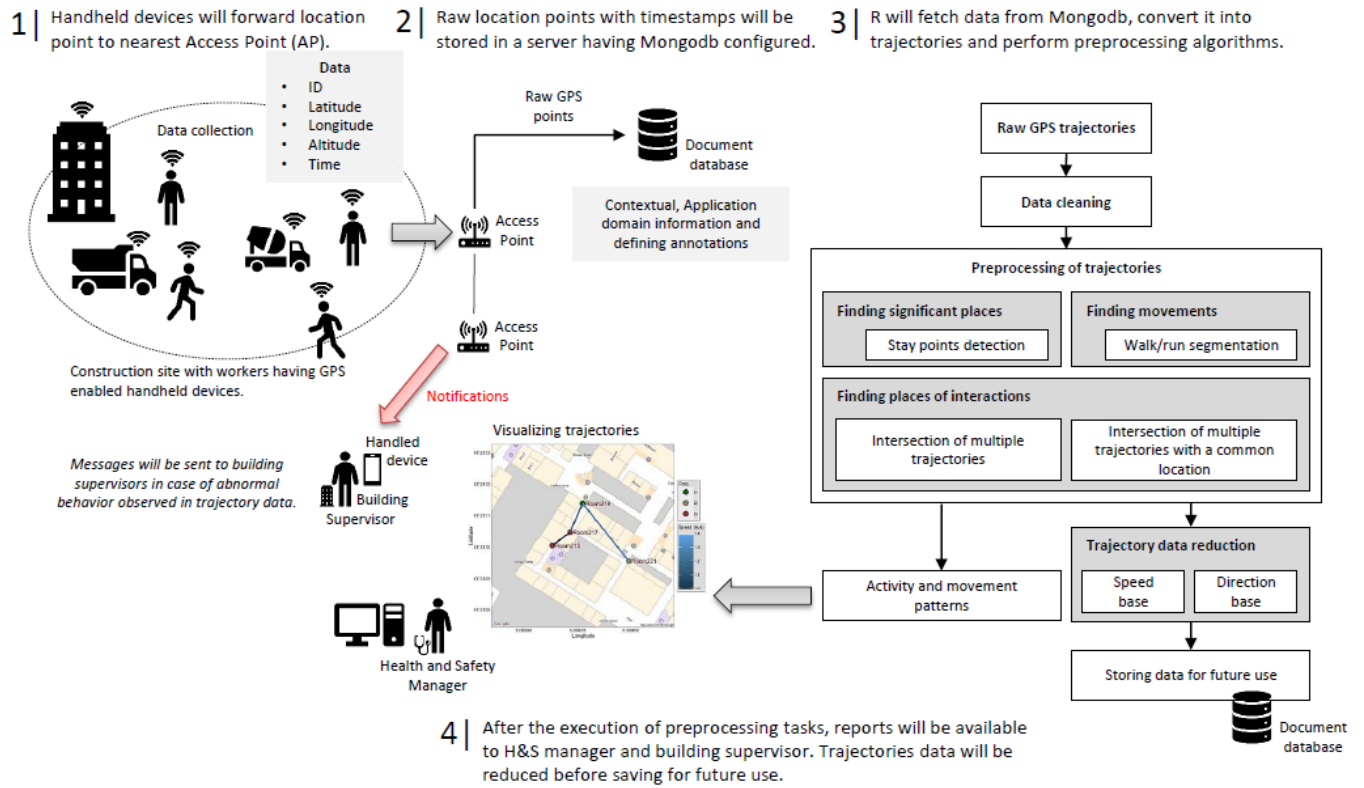 1| Handheld devices will forward location
point to nearest Access Point (AP).
2| Raw location points with timestamps will be
stored in a server having Mongodb configured.
3| R will fetch data from Mongodb, convert it into
trajectories and perform preprocessing algorithms.
Data
• ID
• Latitude
• Longitude
• Altitude
• Time
Data collection
Construction site with workers having GPS
enabled handheld devices.
Raw GPS
points
Document
database
Access
Point
Contextual, Application
domain information and
defining annotations
Access
Point
Notifications
Messages will be sent to building
supervisors in case of abnormal
behavior observed in trajectory data.
Handled
device
Building
Supervisor
Health and Safety
Manager
Visualizing trajectories
Latitude
Room219
Room217
Room215
Room221
Longitude
Raw GPS trajectories
Data cleaning
Preprocessing of trajectories
Finding significant places
Stay points detection
Finding movements
Walk/run segmentation
Finding places of interactions
Intersection of multiple
trajectories
Intersection of multiple
trajectories with a common
location
Activity and movement
patterns
Trajectory data reduction
Speed
base
Direction
base
Storing data for future use
Document
database
4| After the execution of preprocessing tasks, reports will be available
to H&S manager and building supervisor. Trajectories data will be
reduced before saving for future use.